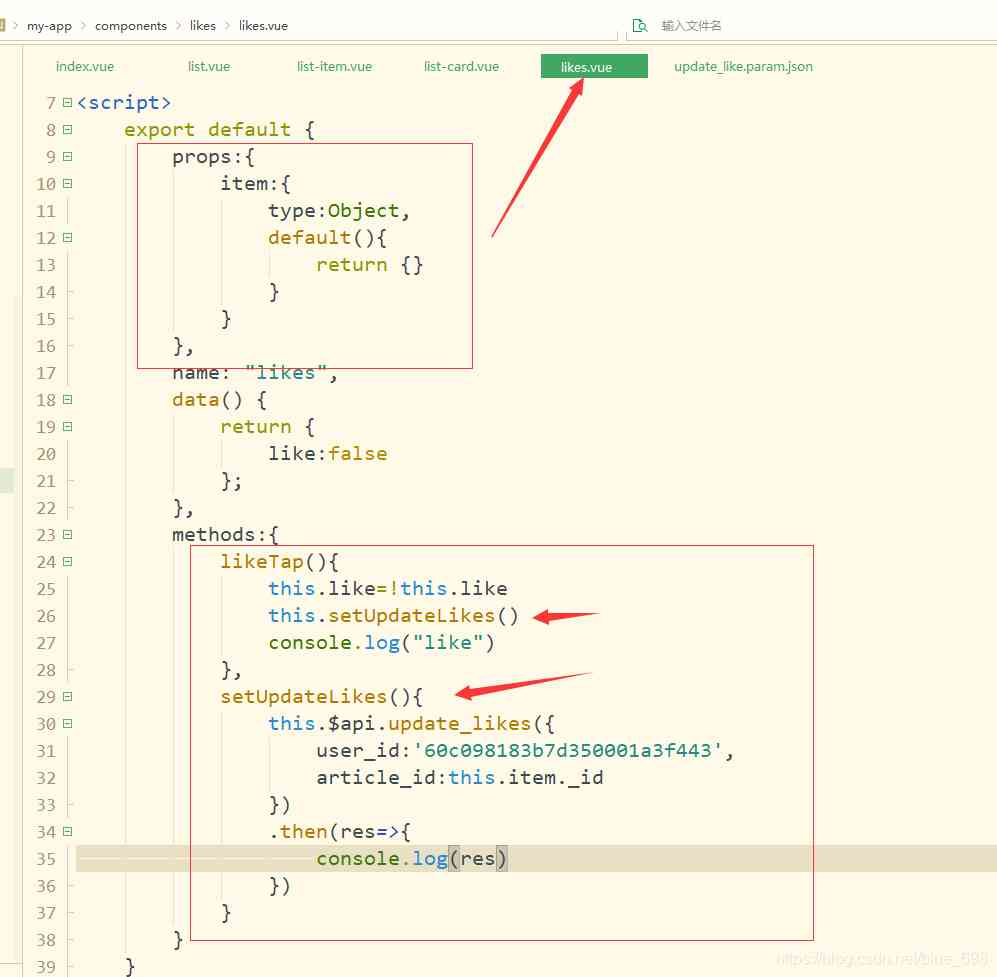 my-app > components > likes > likes.vue 输入文件名
index.vue list.vue list-item.vue list-card.vue likes.vue update_like.param.json
7 <script>
8 export default {
9 props:{
10 item:{
11 type:Object,
12 default(){
13 return {}
14 }
15 }
16 },
17 name: "likes",
18 data() {
19 return {
20 like:false
21 };
22 },
23 methods:{
24 likeTap(){
25 this.like=!this.like
26 this.setUpdateLikes()
27 console.log("like")
28 },
29 setUpdateLikes(){
30 this.$api.update_likes({
31 user_id:'60c098183b7d350001a3f443',
32 article_id:this.item._id
33 })
34 .then(res=>{
35 console.log(res)
36 })
37 }
38 }
39 }
https://blog.csdn.net/blue_698